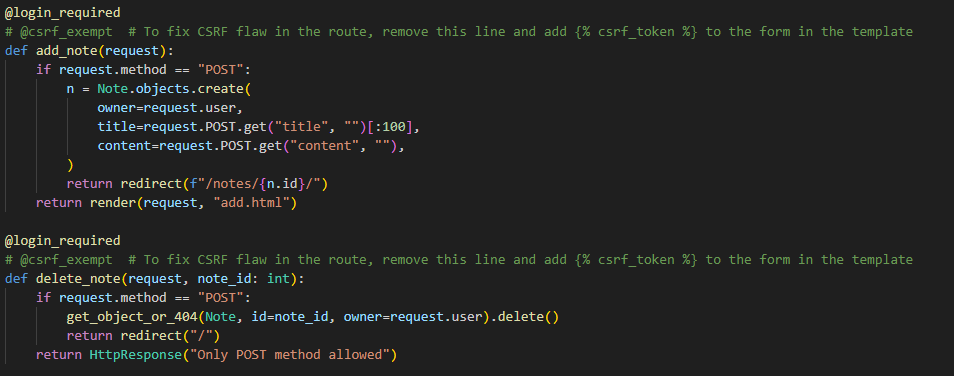 @login_required
# @csrf_exempt  # To fix CSRF flaw in the route, remove this line and add {% csrf_token %} to the form in the template
def add_note(request):
    if request.method == "POST":
        n = Note.objects.create(
            owner=request.user,
            title=request.POST.get("title", "")[:100],
            content=request.POST.get("content", ""),
        )
        return redirect(f"/notes/{n.id}/")
    return render(request, "add.html")

@login_required
# @csrf_exempt  # To fix CSRF flaw in the route, remove this line and add {% csrf_token %} to the form in the template
def delete_note(request, note_id: int):
    if request.method == "POST":
        get_object_or_404(Note, id=note_id, owner=request.user).delete()
        return redirect("/")
    return HttpResponse("Only POST method allowed")